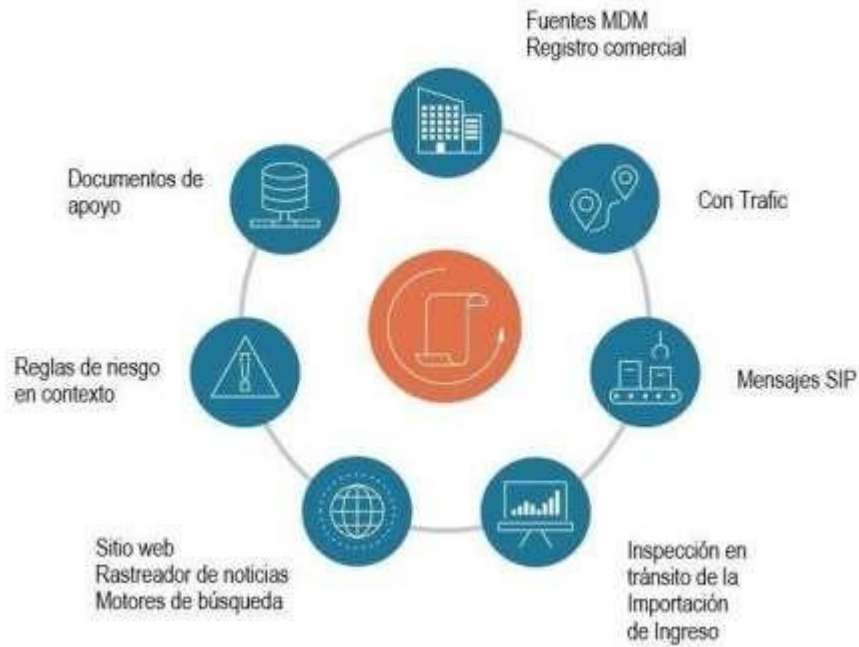 Fuentes MDM
Registro comercial
Con Trafic
Mensajes SIP
Inspección en
tránsito de la
Importación
de Ingreso
Sitio web
Rastreador de noticias
Motores de búsqueda
Reglas de riesgo
en contexto
Documentos de
apoyo